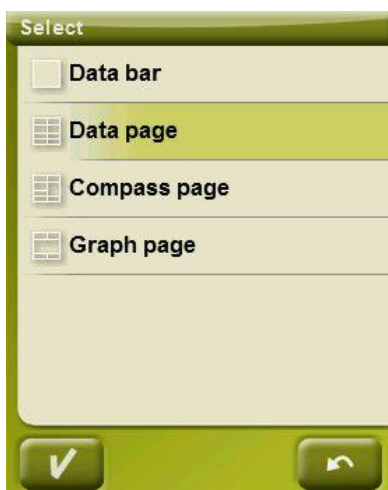 Select
Data bar
Data page
Compass page
Graph page